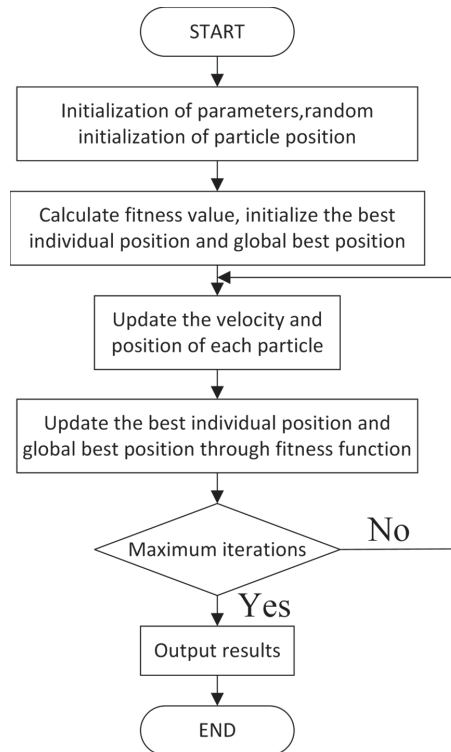 START
Initialization of parameters,random
initialization of particle position
Calculate fitness value, initialize the best
individual position and global best position
Update the velocity and
position of each particle
Update the best individual position and
global best position through fitness function
Maximum iterations
No
Yes
Output results
END